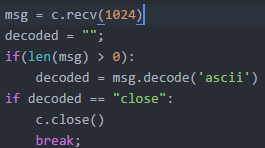 msg = c.recv(1024)
decoded = "";
if(len(msg) > 0):
    decoded = msg.decode('ascii')
if decoded == "close":
    c.close()
    break;